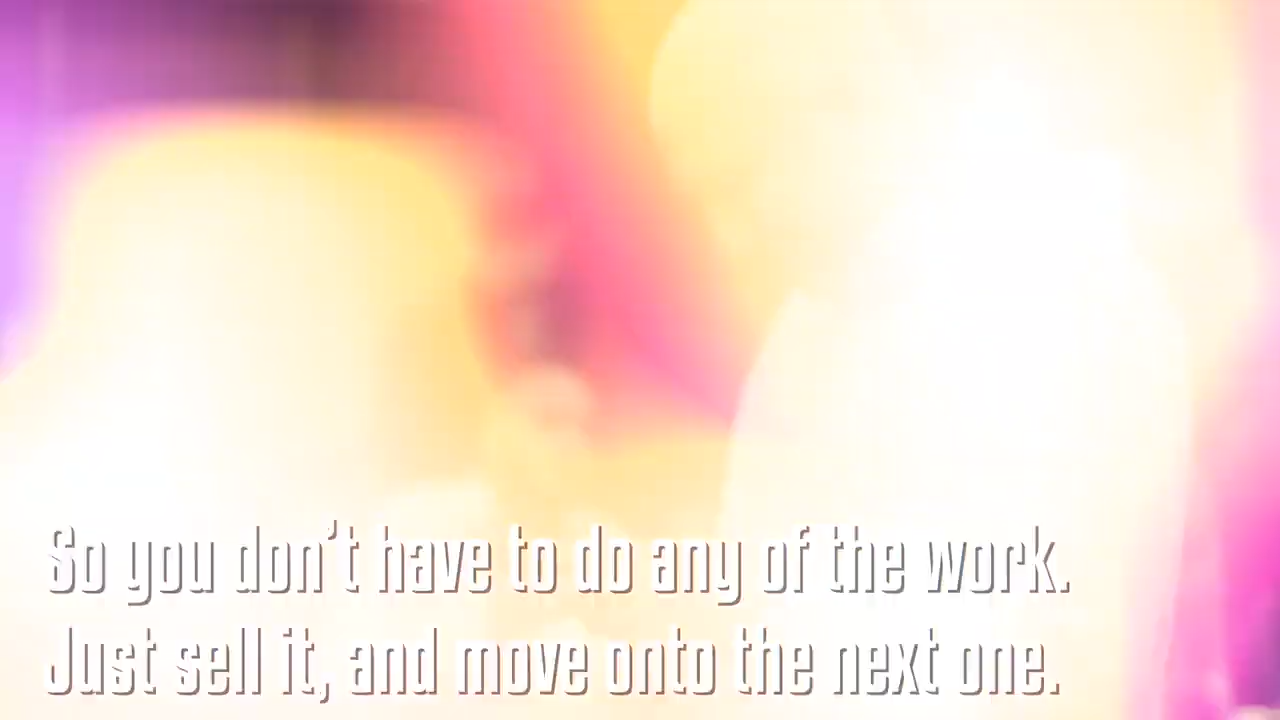 So you don't have to do any of the work.
Just sell it, and move onto the next one.